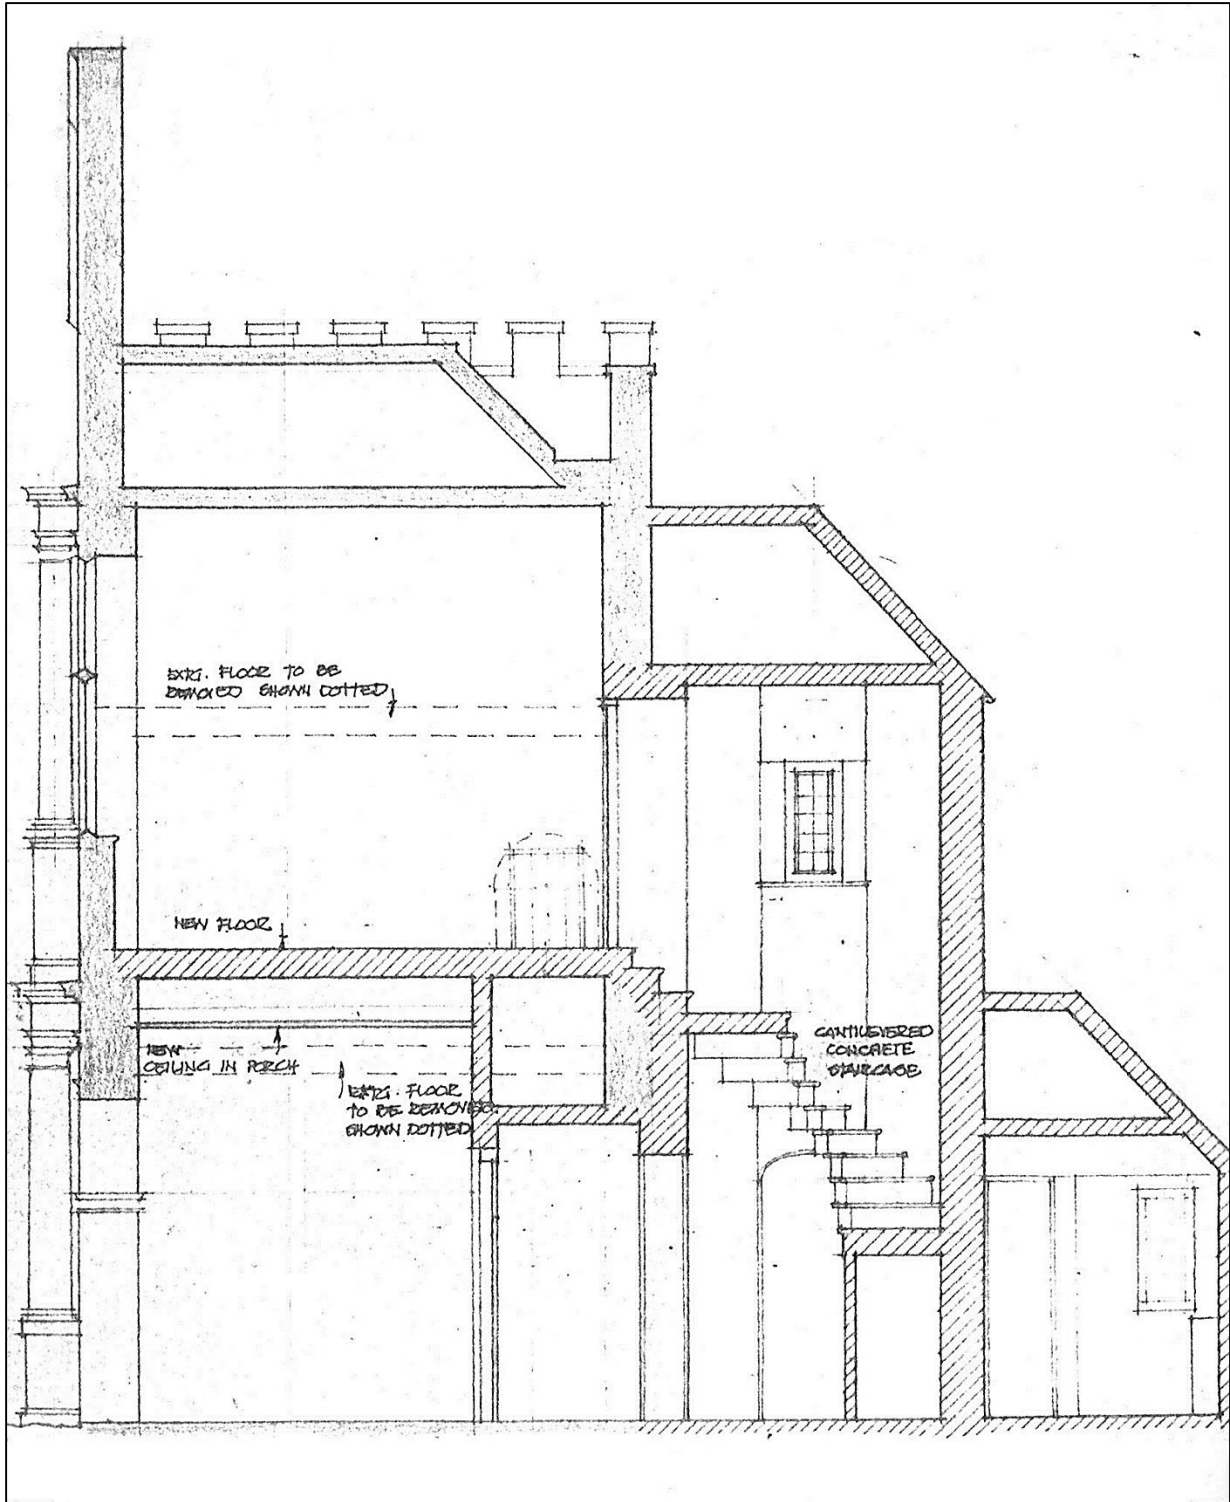 EXTG. FLOOR TO BE
REMOVED SHOWN DOTTED
NEW FLOOR
NEW
CEILING IN PORCH
EXTG. FLOOR
TO BE REMOVED
SHOWN DOTTED
CANTILEVERED
CONCRETE
STAIRCASE